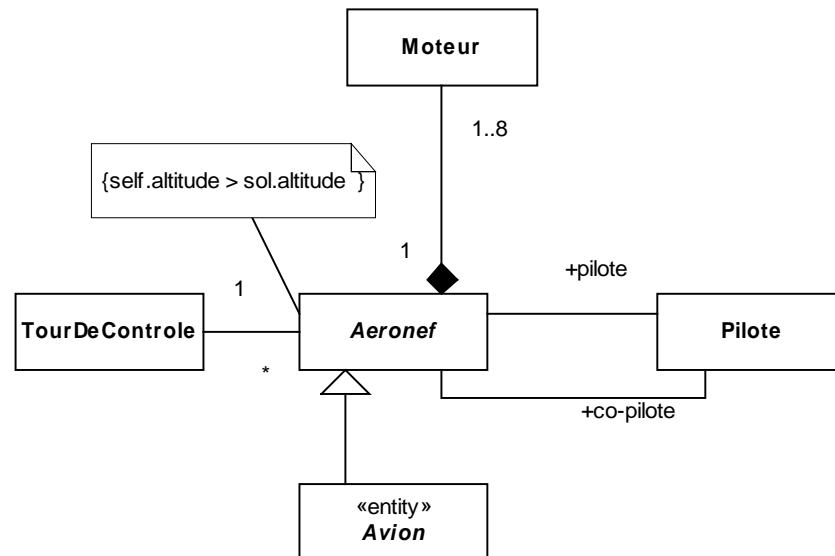 Moteur
1..8
{self.altitude > sol.altitude }
1
1
+pilote
TourDeControle
Aeronef
Pilote
*
+co-pilote
«entity»
Avion